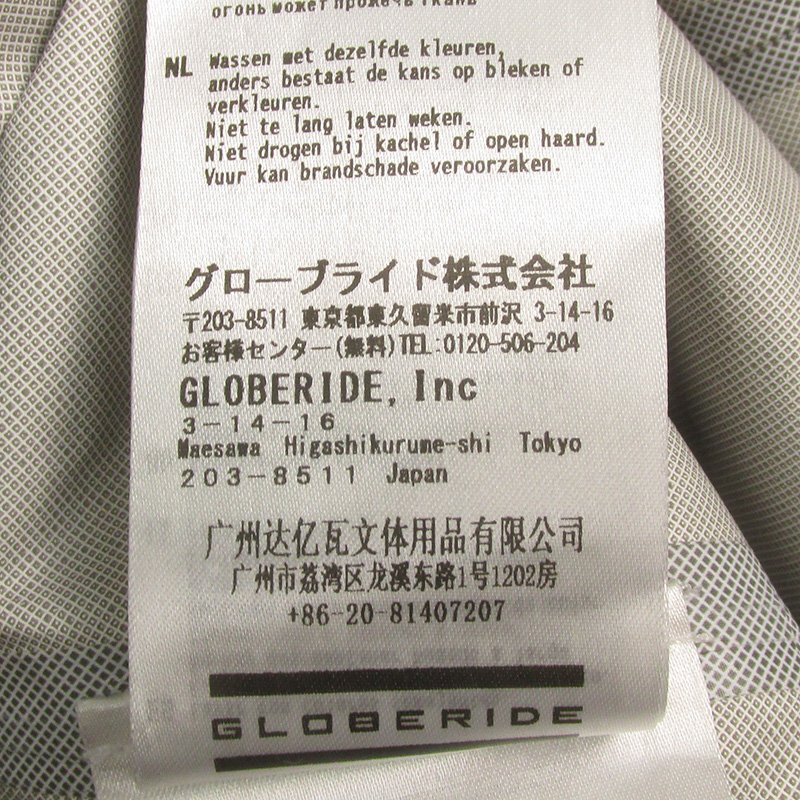 огонь может прожечь ткань
NL Wassen met dezelfde kleuren,
anders bestaat de kans op bleken of
verkleuren.
Niet te lang laten weken.
Niet drogen bij kachel of open haard.
Vuur kan brandschade veroorzaken.
グローブライド株式会社
〒203-8511 東京都東久留米市前沢 3-14-16
お客様センター(無料)TEL:0120-506-204
GLOBERIDE, Inc
3-14-16
Maesawa Higashikurume-shi Tokyo
203-8511 Japan
广州达亿瓦文体用品有限公司
广州市荔湾区龙溪东路1号1202房
+86-20-81407207
GLOBERIDE